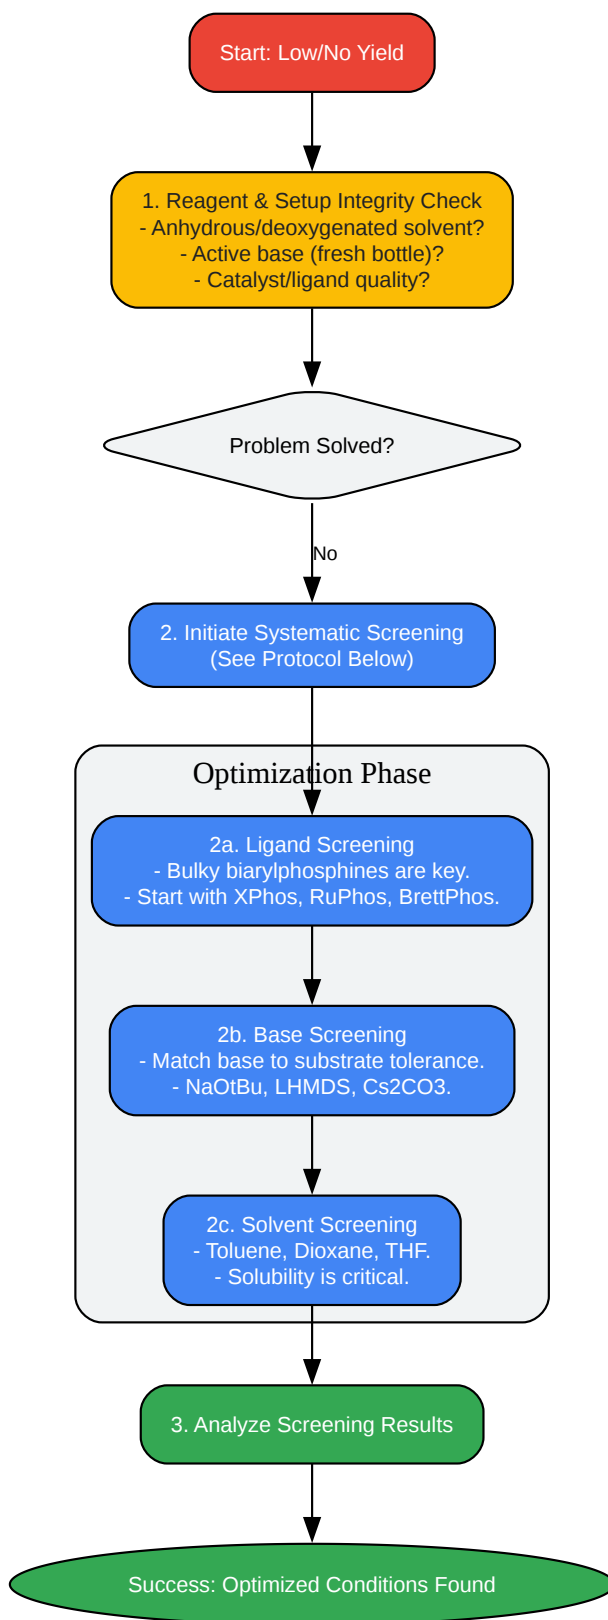 Start: Low/No Yield
1. Reagent & Setup Integrity Check
- Anhydrous/deoxygenated solvent?
- Active base (fresh bottle)?
- Catalyst/ligand quality?
Problem Solved?
No
2. Initiate Systematic Screening
(See Protocol Below)
Optimization Phase
2a. Ligand Screening
- Bulky biarylphosphines are key.
- Start with XPhos, RuPhos, BrettPhos.
2b. Base Screening
- Match base to substrate tolerance.
- NaOtBu, LHMDS, Cs2CO3.
2c. Solvent Screening
- Toluene, Dioxane, THF.
- Solubility is critical.
3. Analyze Screening Results
Success: Optimized Conditions Found